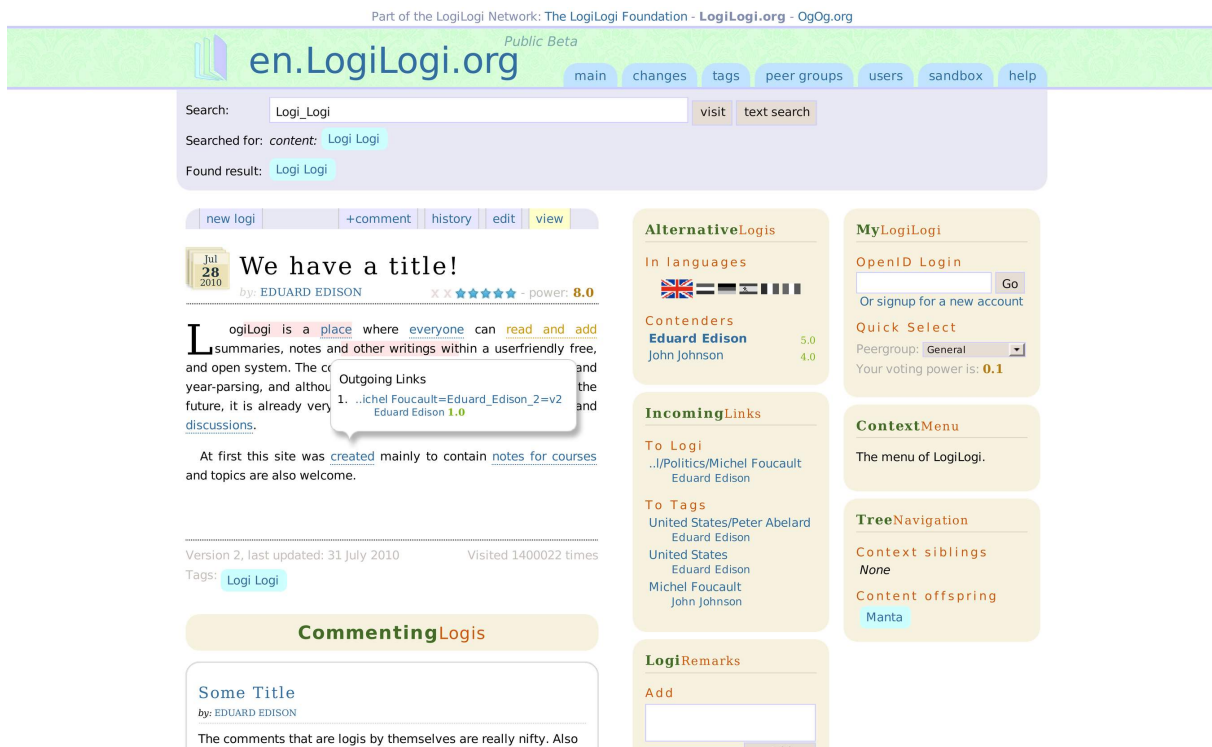 Part of the LogiLogi Network: The LogiLogi Foundation - LogiLogi.org - OgOg.org
en.LogiLogi.org
Public Beta
main
changes
tags
peer groups
users
sandbox
help
Search:
Logi_Logi
visit
text search
Searched for: content: Logi Logi
Found result: Logi Logi
new logi
+comment
history
edit
view
Jul
28
2010
We have a title!
by: EDUARD EDISON
X X
- power: 8.0
LogiLogi is a place where everyone can read and add
summaries, notes and other writings within a userfriendly free,
and open system. The co
and
year-parsing, and althou
the
future, it is already very
and
discussions.
Outgoing Links
1. ..ichel Foucault=Eduard_Edison_2=v2
Eduard Edison 1.0
At first this site was created mainly to contain notes for courses
and topics are also welcome.
Version 2, last updated: 31 July 2010
Visited 1400022 times
Tags: Logi Logi
CommentingLogis
Some Title
by: EDUARD EDISON
The comments that are logis by themselves are really nifty. Also
AlternativeLogis
In languages
Contenders
Eduard Edison 5.0
John Johnson 4.0
IncomingLinks
To Logi
..l/Politics/Michel Foucault
Eduard Edison
To Tags
United States/Peter Abelard
Eduard Edison
United States
Eduard Edison
Michel Foucault
John Johnson
LogiRemarks
Add
MyLogiLogi
OpenID Login
Go
Or signup for a new account
Quick Select
Peergroup: General
Your voting power is: 0.1
ContextMenu
The menu of LogiLogi.
TreeNavigation
Context siblings
None
Content offspring
Manta